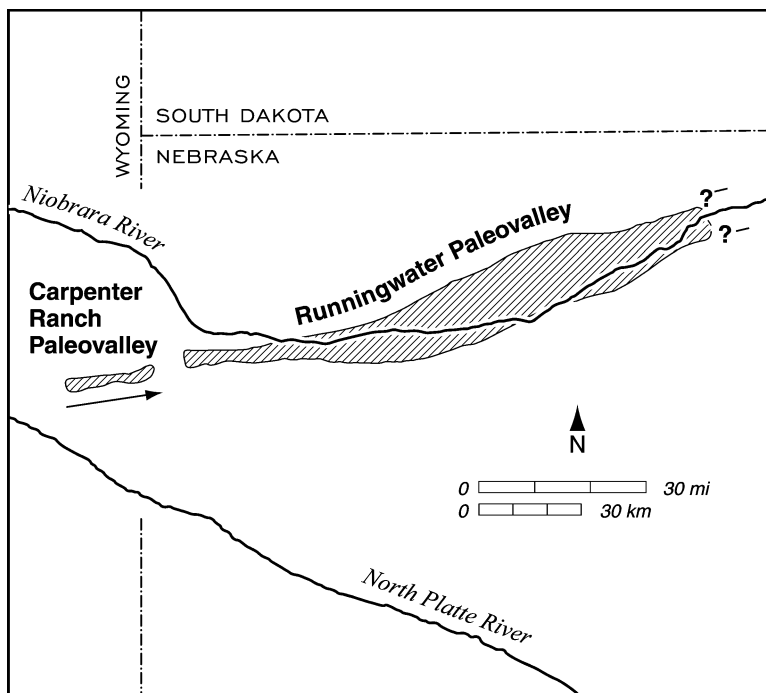 WYOMING
SOUTH DAKOTA
NEBRASKA
Niobrara River
Runningwater Paleovalley
?
?
Carpenter
Ranch
Paleovalley
N
0 30 mi
0 30 km
North Platte River